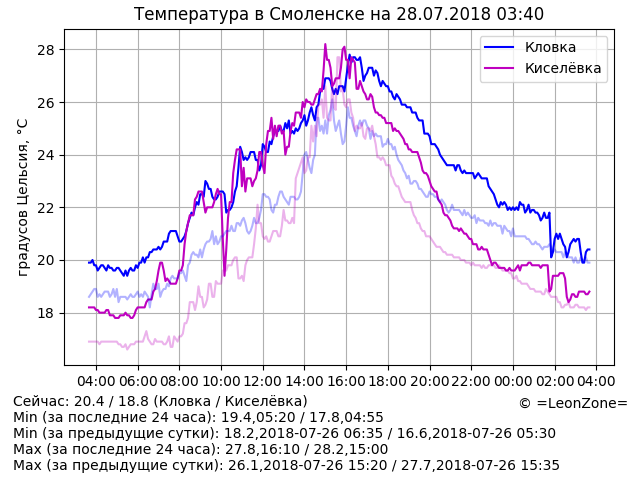 Температура в Смоленске на 28.07.2018 03:40
Кловка
Киселёвка
градусов Цельсия, °C
28
26
24
22
20
18
04:00 06:00 08:00 10:00 12:00 14:00 16:00 18:00 20:00 22:00 00:00 02:00 04:00
Сейчас: 20.4 / 18.8 (Кловка / Киселёвка)
© =LeonZone=
Min (за последние 24 часа): 19.4,05:20 / 17.8,04:55
Min (за предыдущие сутки): 18.2,2018-07-26 06:35 / 16.6,2018-07-26 05:30
Max (за последние 24 часа): 27.8,16:10 / 28.2,15:00
Max (за предыдущие сутки): 26.1,2018-07-26 15:20 / 27.7,2018-07-26 15:35